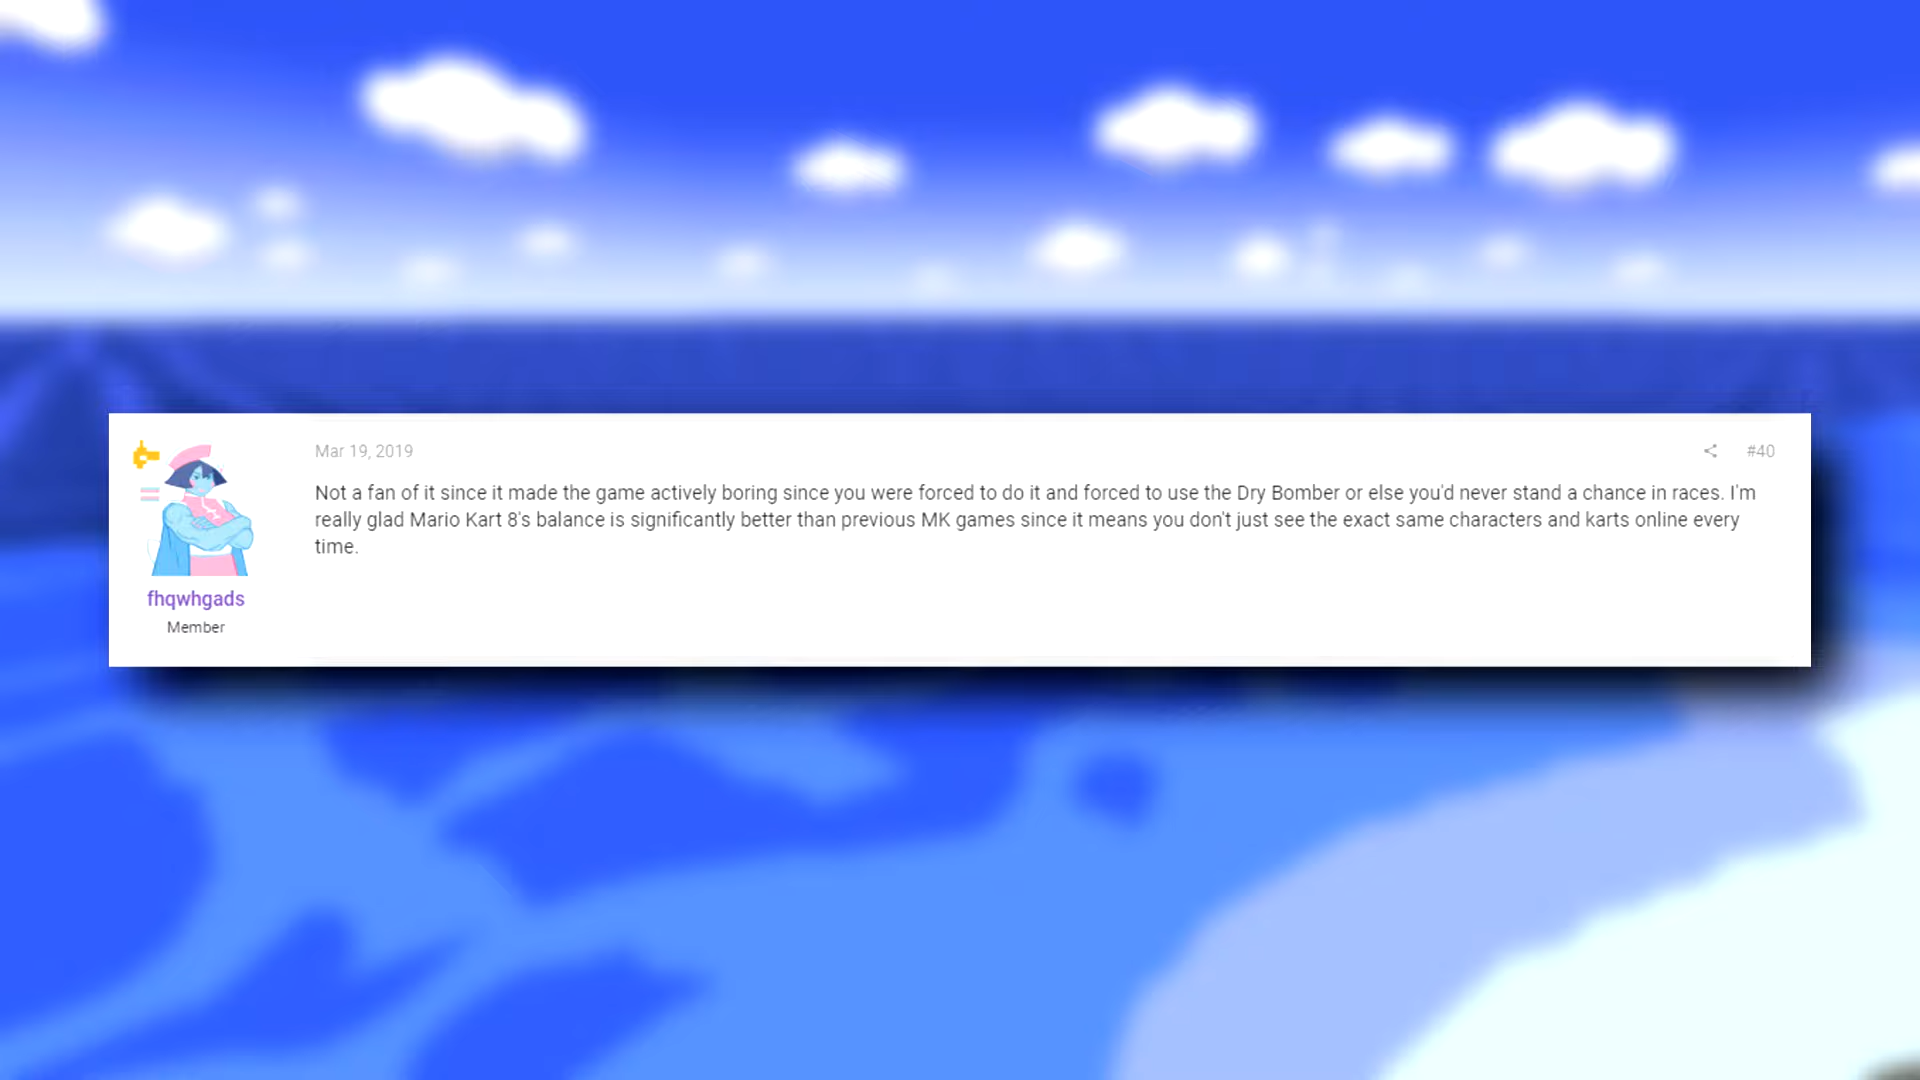 Mar 19, 2019
#40
Not a fan of it since it made the game actively boring since you were forced to do it and forced to use the Dry Bomber or else you'd never stand a chance in races. I'm
really glad Mario Kart 8's balance is significantly better than previous MK games since it means you don't just see the exact same characters and karts online every
time.
fhqwhgads
Member